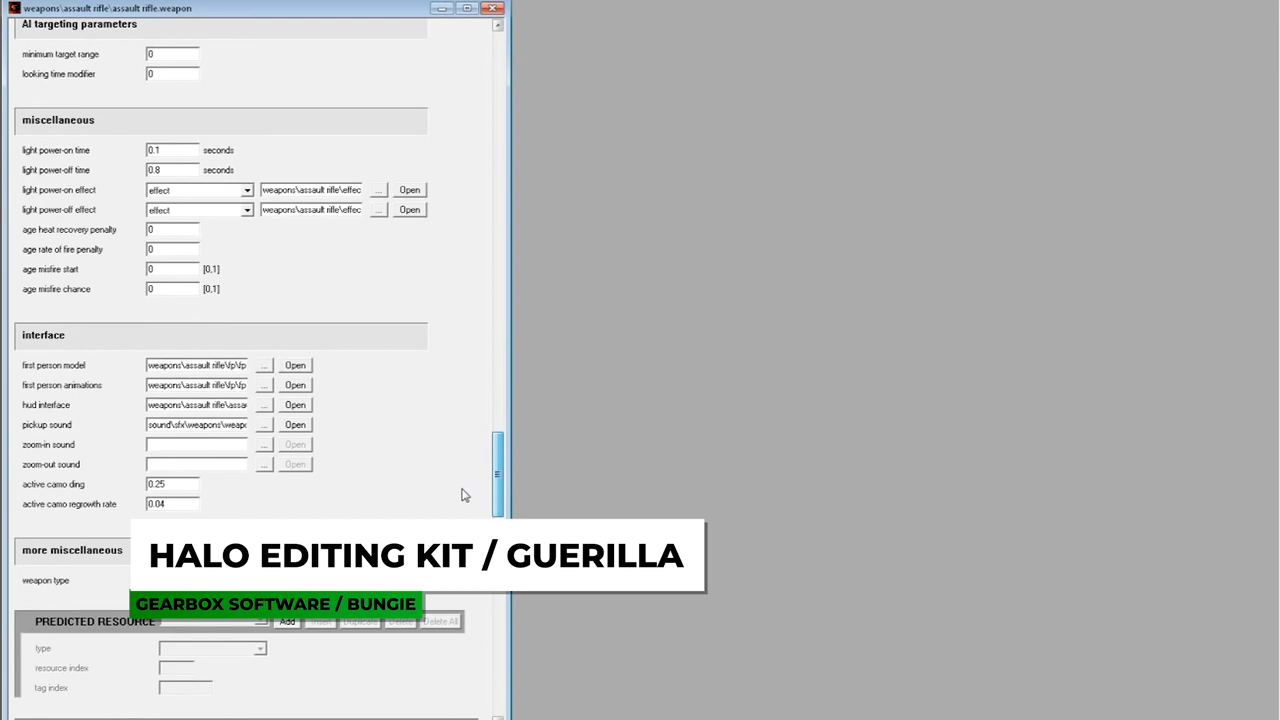 weapons\assault rifle\assault rifle.weapon
AI targeting parameters
minimum target range 0
looking time modifier 0
miscellaneous
light power-on time 0.1 seconds
light power-off time 0.8 seconds
light power-on effect effect weapons\assault rifle\effec ... Open
light power-off effect effect weapons\assault rifle\effec ... Open
age heat recovery penalty 0
age rate of fire penalty 0
age misfire start 0 [0,1]
age misfire chance 0 [0,1]
interface
first person model weapons\assault rifle\fp\fp ... Open
first person animations weapons\assault rifle\fp\fp ... Open
hud interface weapons\assault rifle\assa ... Open
pickup sound sound\sfx\weapons\weapo ... Open
zoom-in sound ... Open
zoom-out sound ... Open
active camo ding 0.25
active camo regrowth rate 0.04
more miscellaneous
HALO EDITING KIT / GUERILLA
weapon type
GEARBOX SOFTWARE / BUNGIE
PREDICTED RESOURCE Add Insert Duplicate Delete Delete All
type
resource index
tag index